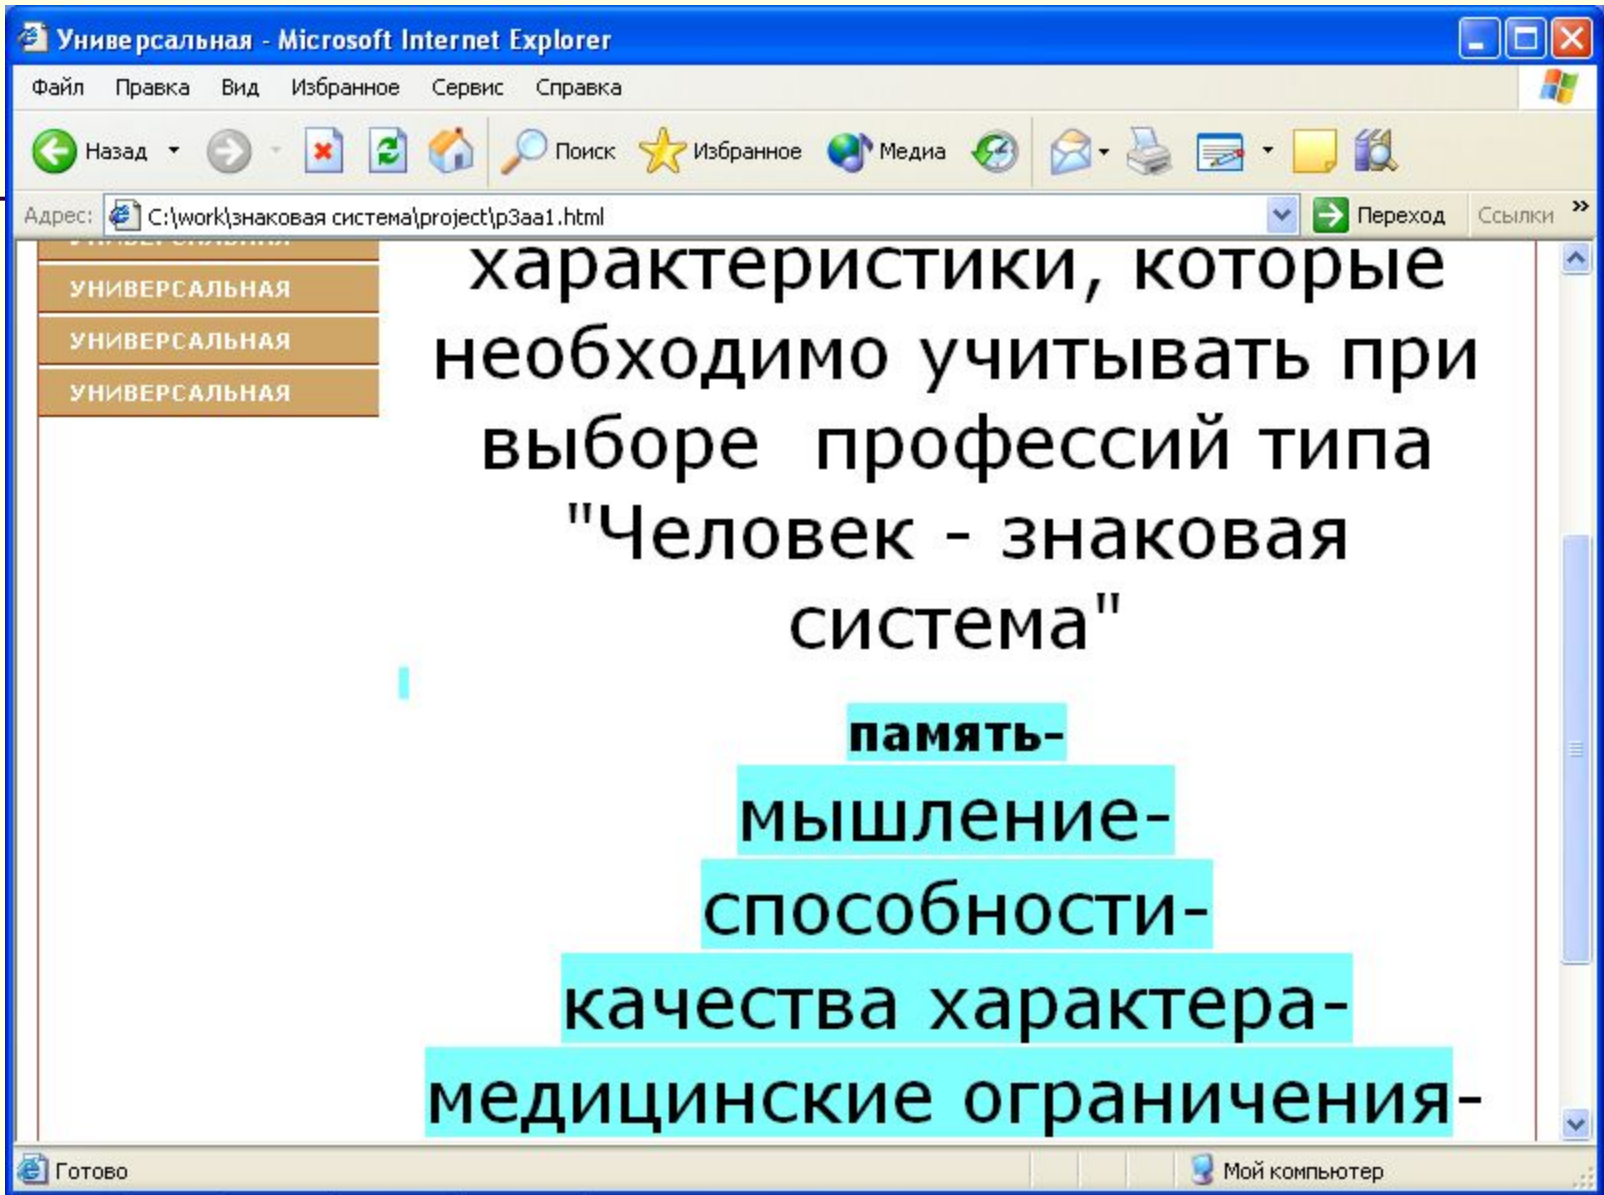 Универсальная - Microsoft Internet Explorer
Файл Правка Вид Избранное Сервис Справка
Назад Поиск Избранное Медиа
Адрес: C:\work\знаковая система\project\p3aa1.html Переход Ссылки »
УНИВЕРСАЛЬНАЯ
УНИВЕРСАЛЬНАЯ
УНИВЕРСАЛЬНАЯ
УНИВЕРСАЛЬНАЯ
характеристики, которые
необходимо учитывать при
выборе профессий типа
"Человек - знаковая
система"
память-
мышление-
способности-
качества характера-
медицинские ограничения-
Готово Мой компьютер